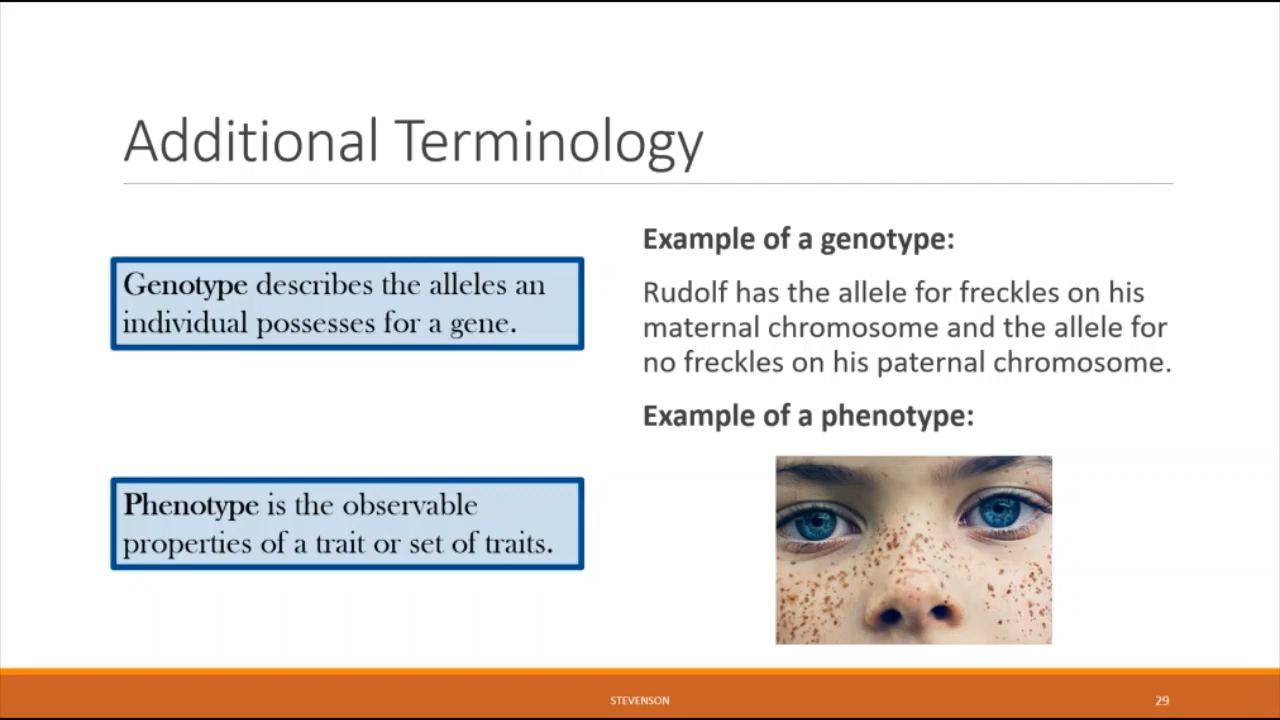 Additional Terminology
Genotype describes the alleles an
individual possesses for a gene.
Phenotype is the observable
properties of a trait or set of traits.
Example of a genotype:
Rudolf has the allele for freckles on his
maternal chromosome and the allele for
no freckles on his paternal chromosome.
Example of a phenotype:
STEVENSON
29